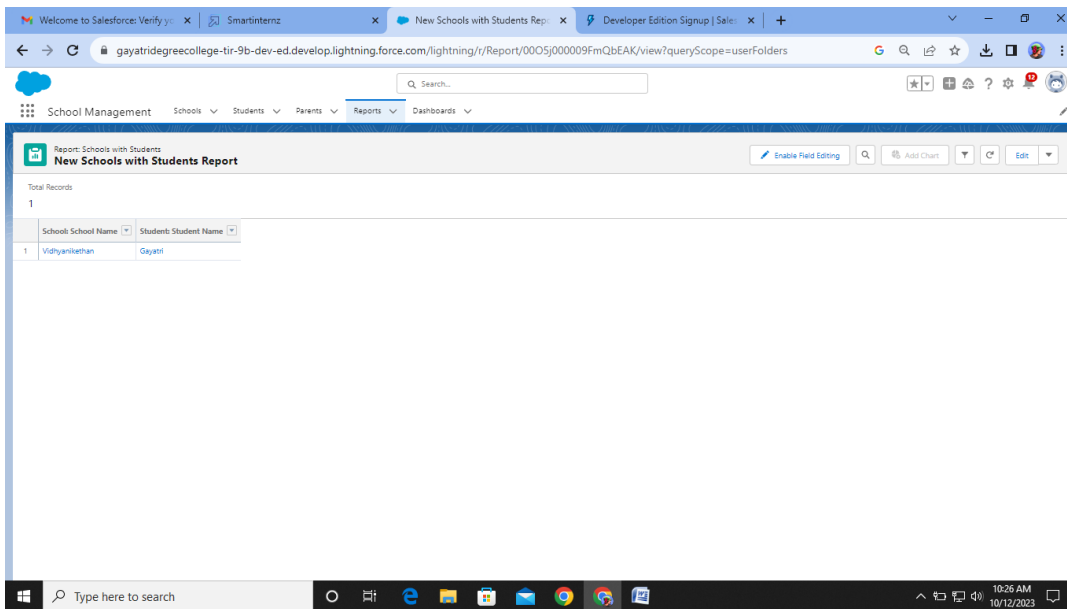 Welcome to Salesforce: Verify yo
Smartinternz
New Schools with Students Repo
Developer Edition Signup | Sales
gayatridegreecollege-tir-9b-dev-ed.develop.lightning.force.com/lightning/r/Report/00O5j000009FmQbEAK/view?queryScope=userFolders
Search...
12
School Management Schools Students Parents Reports Dashboards
Report: Schools with Students
New Schools with Students Report
Enable Field Editing
Add Chart
Edit
Total Records
1
School: School Name Student: Student Name
1 Vidhyanikethan Gayatri
Type here to search
10:26 AM
10/12/2023